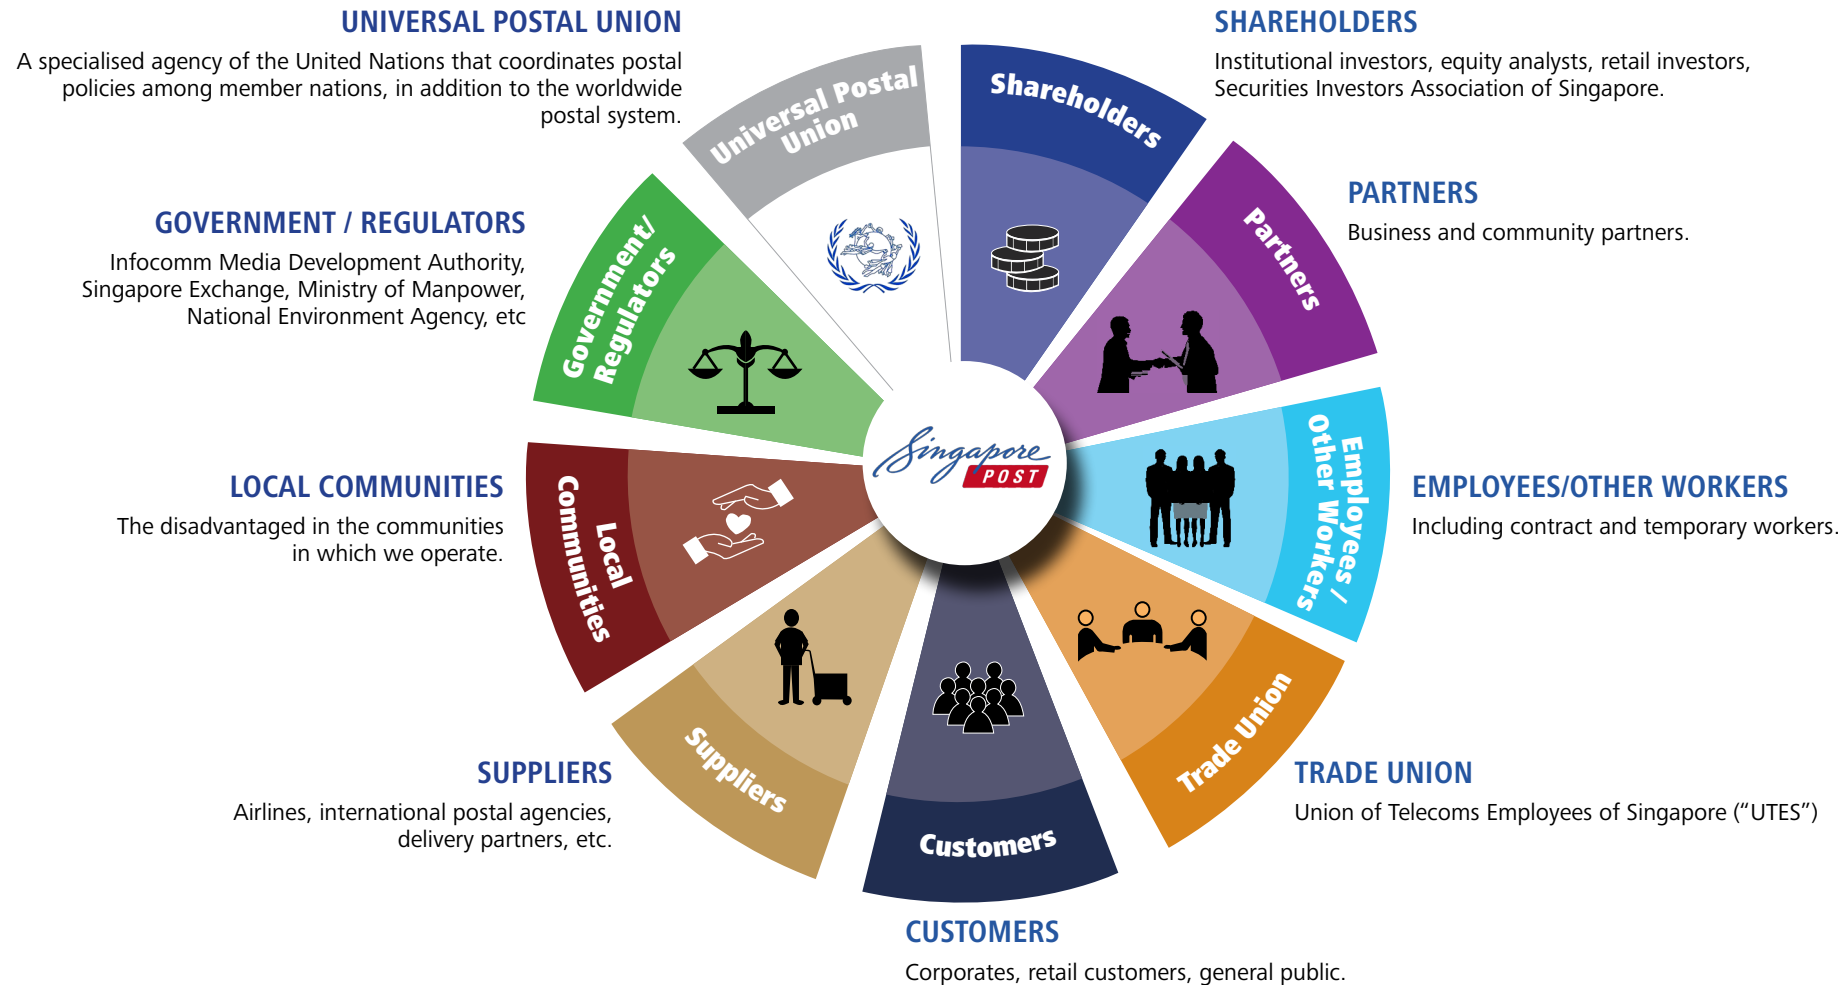 UNIVERSAL POSTAL UNION
A specialised agency of the United Nations that coordinates postal
policies among member nations, in addition to the worldwide
postal system.
SHAREHOLDERS
Institutional investors, equity analysts, retail investors,
Securities Investors Association of Singapore.
PARTNERS
Business and community partners.
EMPLOYEES/OTHER WORKERS
Including contract and temporary workers.
TRADE UNION
Union of Telecoms Employees of Singapore (“UTES”)
CUSTOMERS
Corporates, retail customers, general public.
SUPPLIERS
Airlines, international postal agencies,
delivery partners, etc.
LOCAL COMMUNITIES
The disadvantaged in the communities
in which we operate.
GOVERNMENT / REGULATORS
Infocomm Media Development Authority,
Singapore Exchange, Ministry of Manpower,
National Environment Agency, etc
Universal Postal
Union
Shareholders
Partners
Employees /
Other Workers
Trade Union
Customers
Suppliers
Local
Communities
Government/
Regulators
Singapore
POST